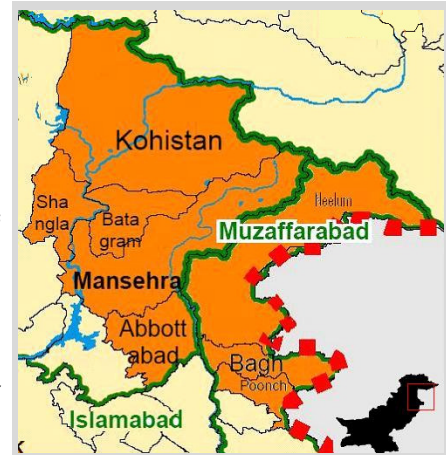 Kohistan
Sha
ngla
Bata
gram
Neelum
Muzaffarabad
Mansehra
Abbott
abad
Bagh
Poonch
Islamabad